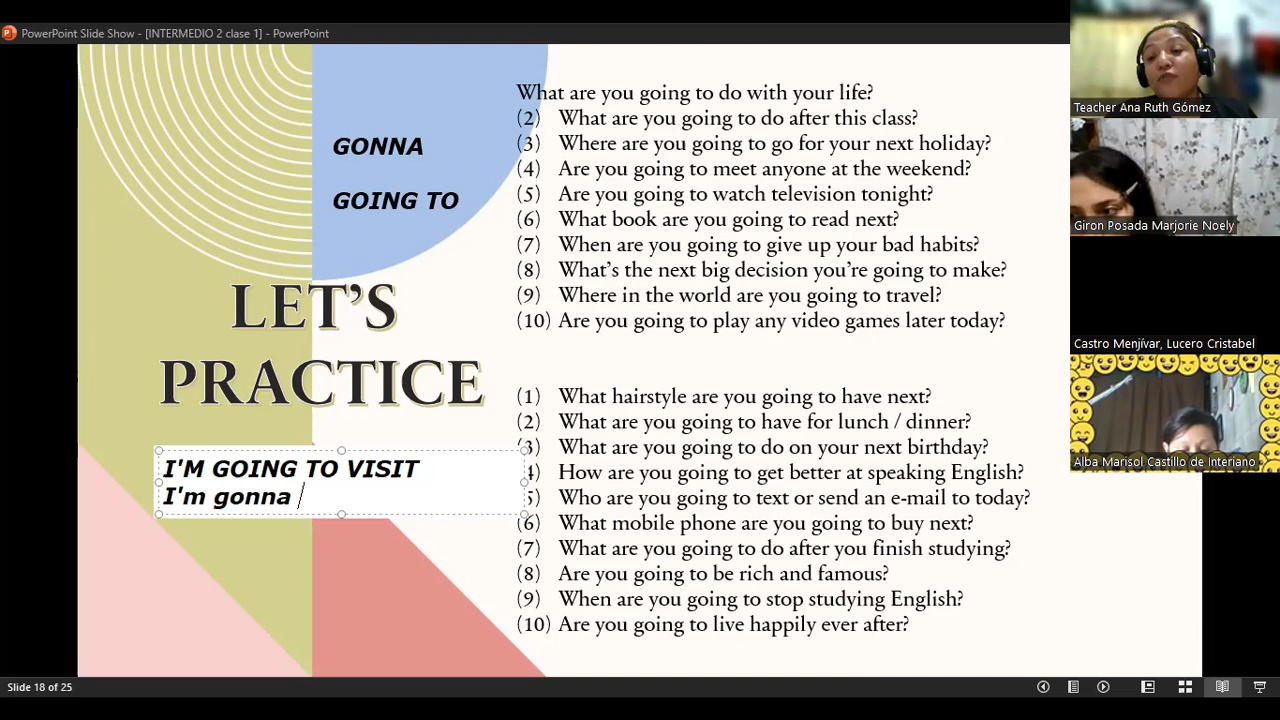 PowerPoint Slide Show - [INTERMEDIO 2 clase 1] - PowerPoint
GONNA
GOING TO
LET'S
PRACTICE
I'M GOING TO VISIT
I'm gonna
What are you going to do with your life?
(2) What are you going to do after this class?
(3) Where are you going to go for your next holiday?
(4) Are you going to meet anyone at the weekend?
(5) Are you going to watch television tonight?
(6) What book are you going to read next?
(7) When are you going to give up your bad habits?
(8) What's the next big decision you're going to make?
(9) Where in the world are you going to travel?
(10) Are you going to play any video games later today?
(1) What hairstyle are you going to have next?
(2) What are you going to have for lunch / dinner?
3) What are you going to do on your next birthday?
4) How are you going to get better at speaking English?
5) Who are you going to text or send an e-mail to today?
(6) What mobile phone are you going to buy next?
(7) What are you going to do after you finish studying?
(8) Are you going to be rich and famous?
(9) When are you going to stop studying English?
(10) Are you going to live happily ever after?
Teacher Ana Ruth Gómez
Giron Posada Marjorie Noely
Castro Menjívar, Lucero Cristabel
Alba Marisol Castillo de Interiano
Slide 18 of 25